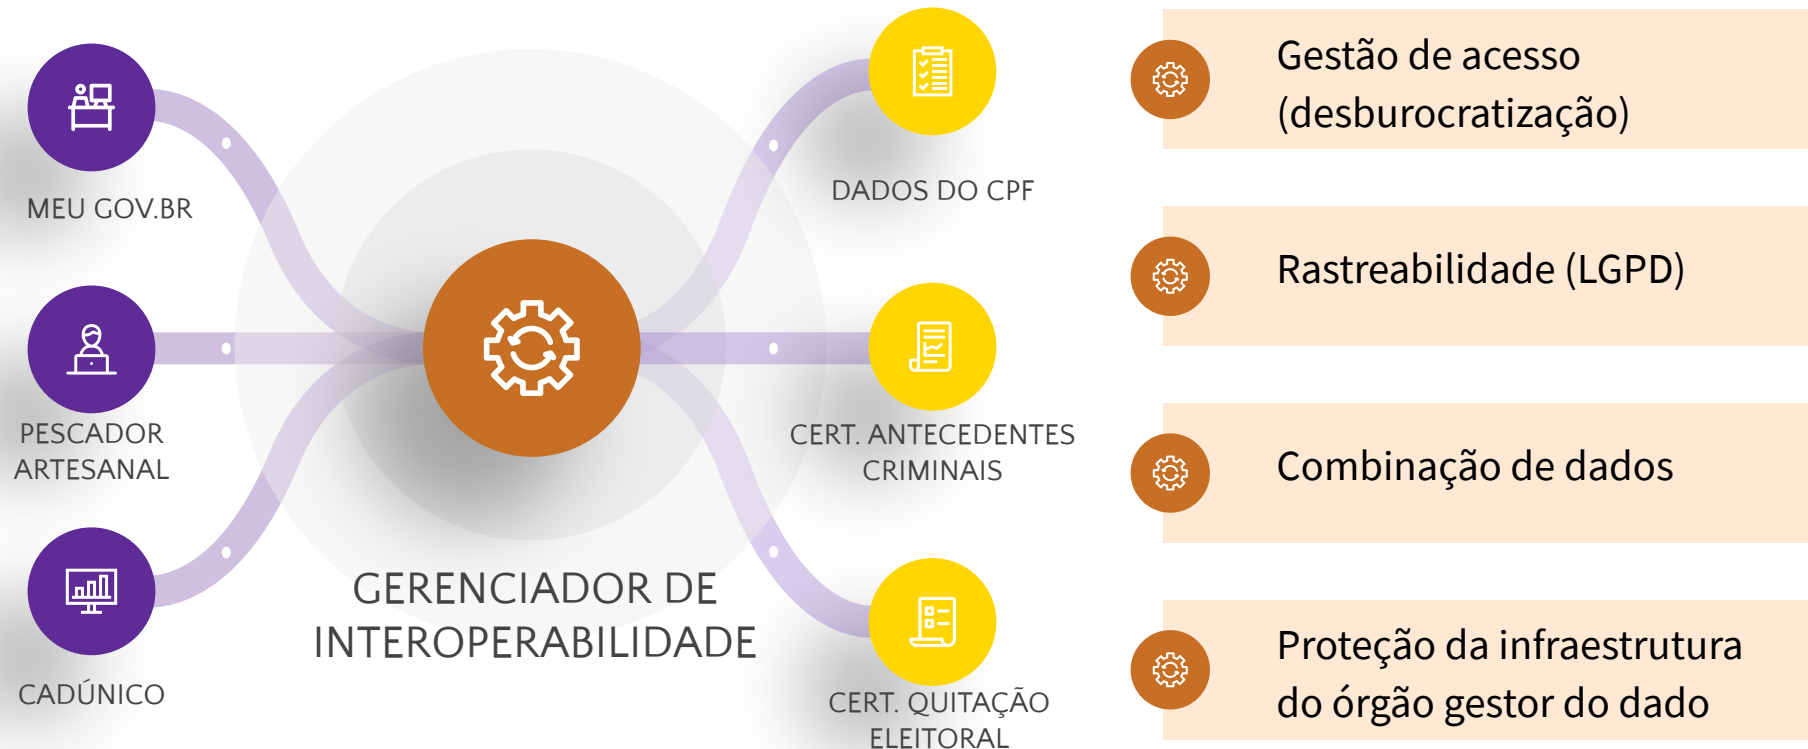 MEU GOV.BR
PESCADOR
ARTESANAL
CADÚNICO
GERENCIADOR DE
INTEROPERABILIDADE
DADOS DO CPF
CERT. ANTECEDENTES
CRIMINAIS
CERT. QUITAÇÃO
ELEITORAL
Gestão de acesso
(desburocratização)
Rastreabilidade (LGPD)
Combinação de dados
Proteção da infraestrutura
do órgão gestor do dado